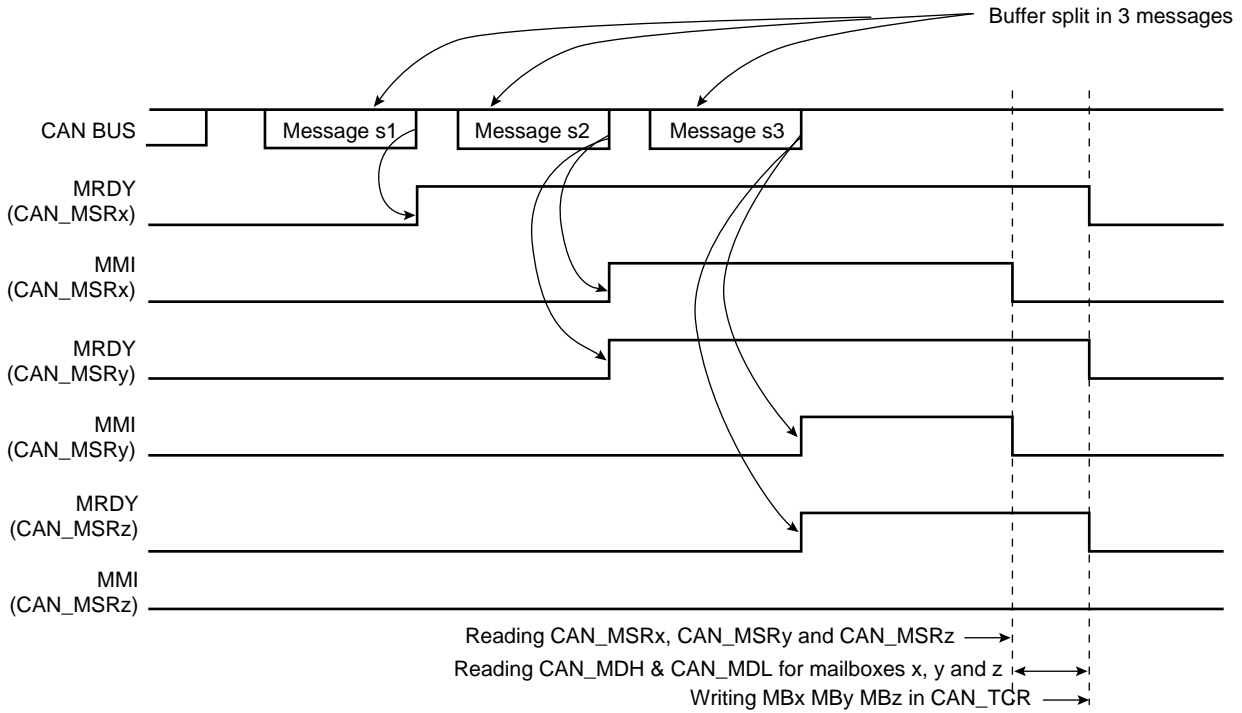 Buffer split in 3 messages
CAN BUS
Message s1
Message s2
Message s3
MRDY
(CAN_MSRx)
MMI
(CAN_MSRx)
MRDY
(CAN_MSRy)
MMI
(CAN_MSRy)
MRDY
(CAN_MSRz)
MMI
(CAN_MSRz)
Reading CAN_MSRx, CAN_MSRy and CAN_MSRz
Reading CAN_MDH & CAN_MDL for mailboxes x, y and z
Writing MBx MBy MBz in CAN_TCR